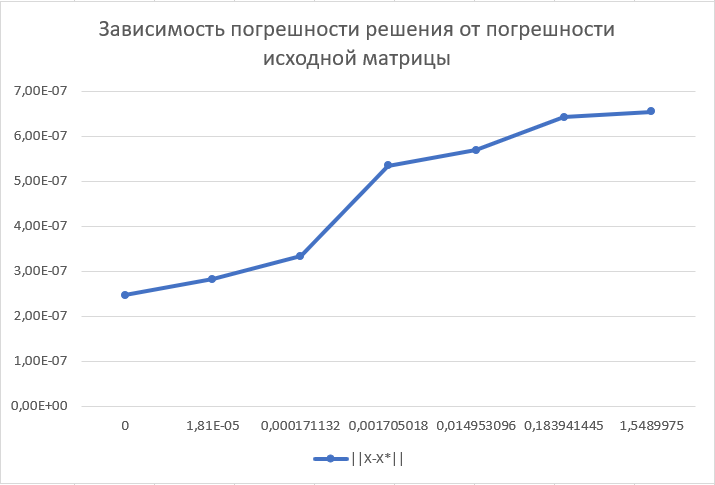 Зависимость погрешности решения от погрешности
исходной матрицы
7,00E-07
6,00E-07
5,00E-07
4,00E-07
3,00E-07
2,00E-07
1,00E-07
0,00E+00
0 1,81E-05 0,000171132 0,001705018 0,014953096 0,183941445 1,5489975
||X-X*||